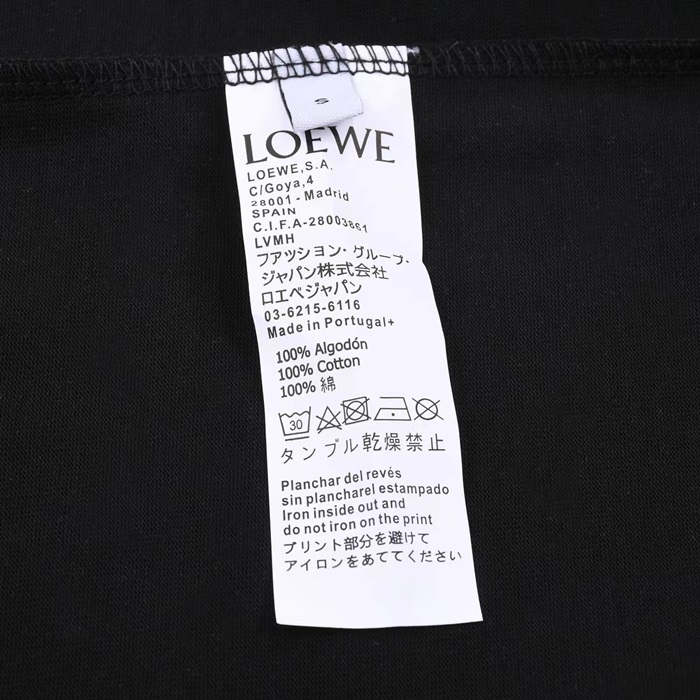 S
LOEWE
LOEWE,S.A.
C/Goya,4
28001 - Madrid
SPAIN
C.I.F.A-28003861
LVMH
ファッション・グループ・
ジャパン株式会社
ロエベジャパン
03-6215-6116
Made in Portugal+
100% Algodón
100% Cotton
100% 綿
30
タンブル乾燥禁止
Planchar del revés
sin plancharel estampado
Iron inside out and
do not iron on the print
プリント部分を避けて
アイロンをあててください